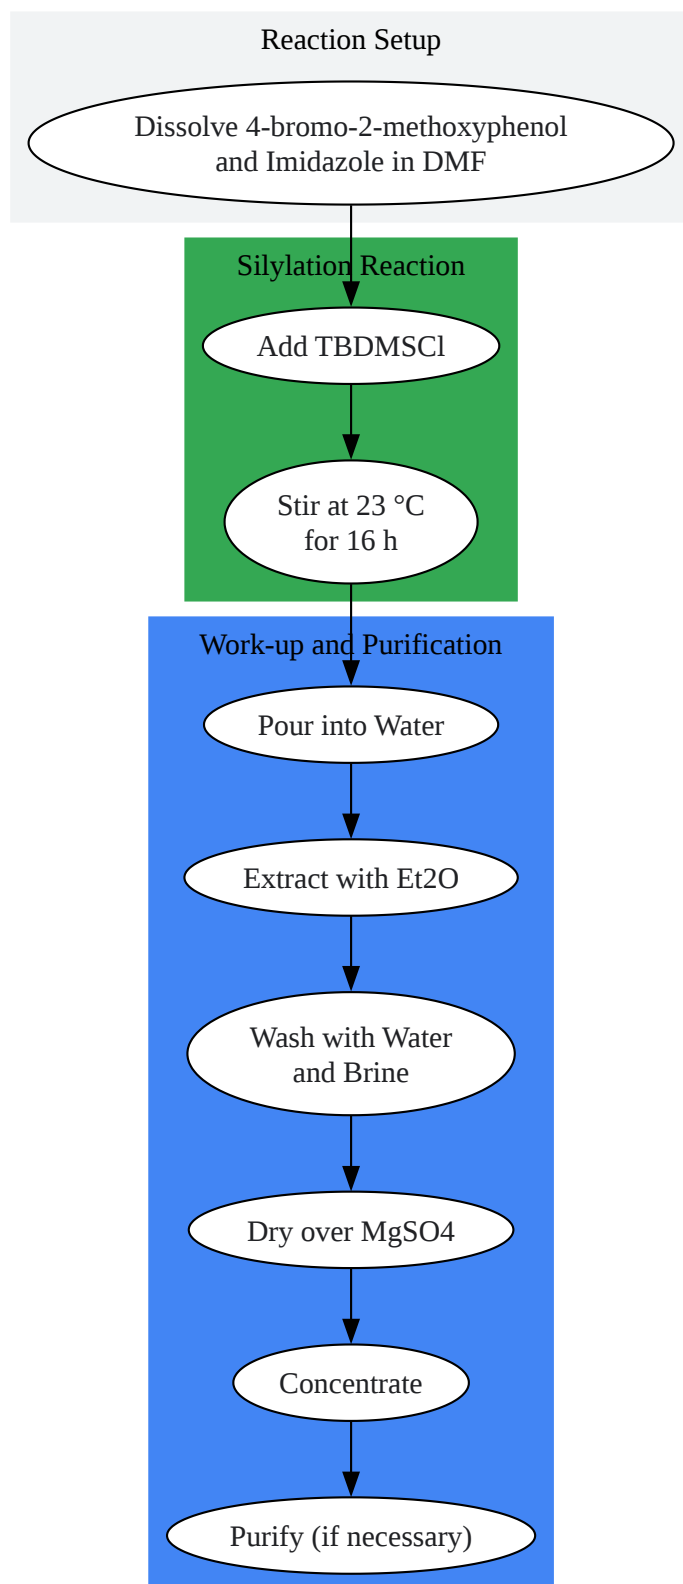 Reaction Setup
Dissolve 4-bromo-2-methoxyphenol
and Imidazole in DMF
Silylation Reaction
Add TBDMSCl
Stir at 23 °C
for 16 h
Work-up and Purification
Pour into Water
Extract with Et2O
Wash with Water
and Brine
Dry over MgSO4
Concentrate
Purify (if necessary)